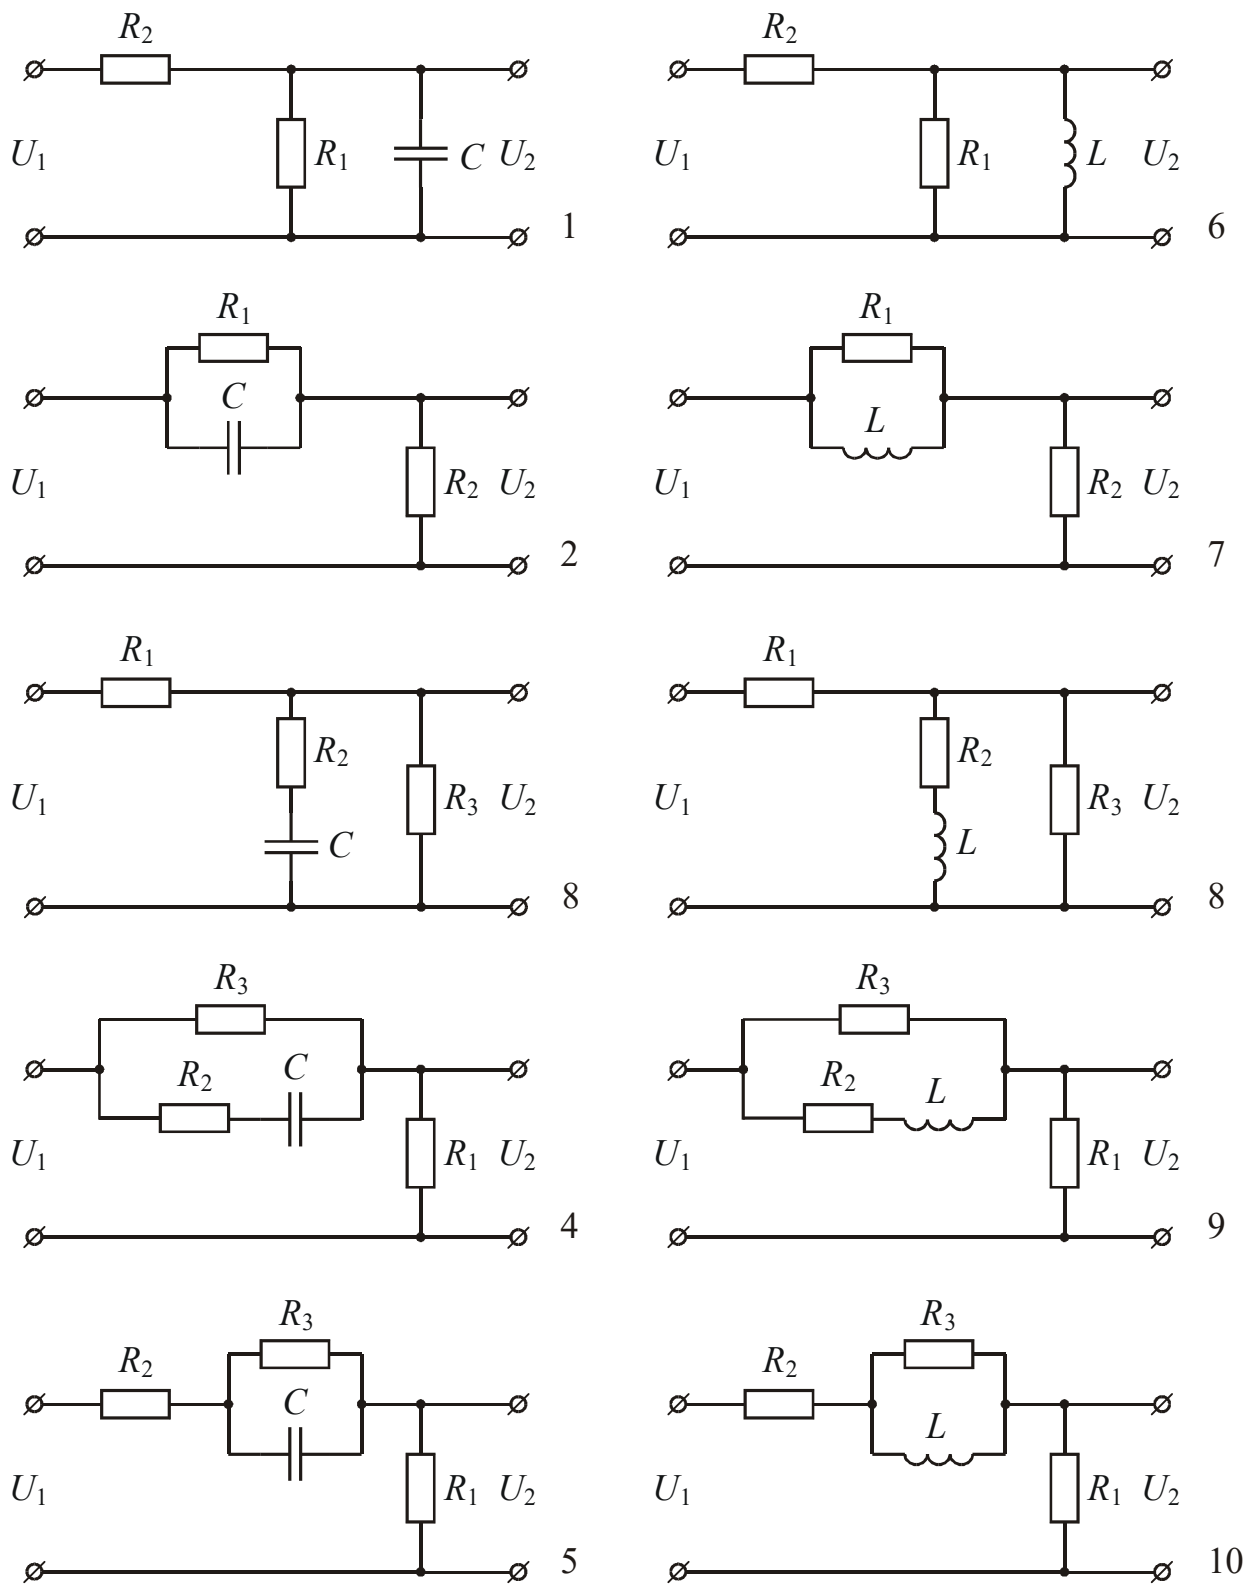 R2 R2
U1 R1 C U2 U1 R1 L U2
1 6
R1 R1
C L
U1 R2 U2 U1 R2 U2
2 7
R1 R1
R2 R2
U1 R3 U2 U1 R3 U2
C L
8 8
R3 R3
R2 C R2 L
U1 R1 U2 U1 R1 U2
4 9
R3 R3
R2 R2
C L
U1 R1 U2 U1 R1 U2
5 10